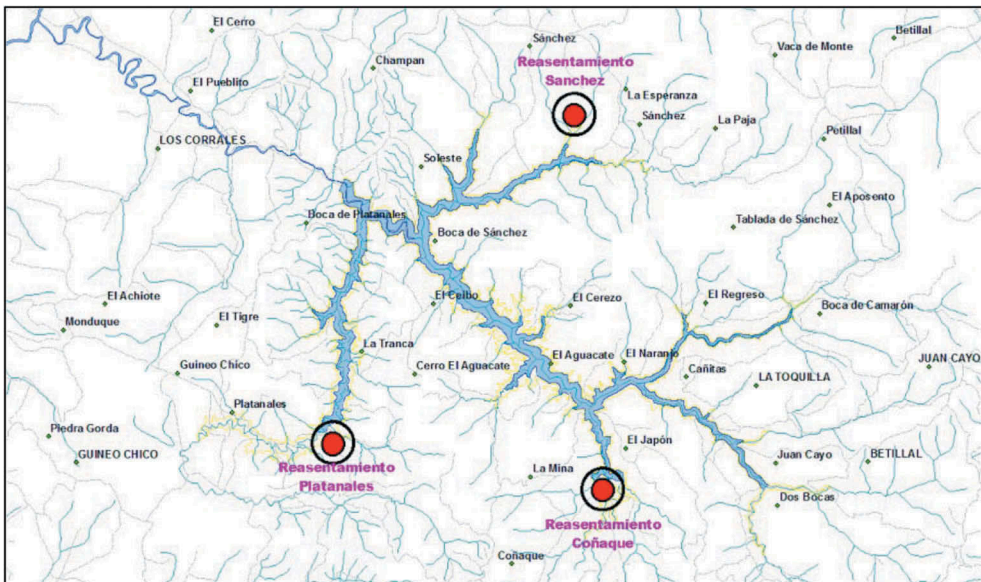 El Cerro
Sánchez
Betillal
Vaca de Monte
Champan
Reasentamiento
Sanchez
El Pueblito
La Esperanza
Sánchez
La Paja
Petillal
LOS CORRALES
Soleste
El Aposento
Boca de Platanales
Tablada de Sánchez
Boca de Sánchez
El Achiote
El Ceibo
El Cerezo
El Regreso
Boca de Camarón
Monduque
El Tigre
La Tranca
El Aguacate
El Naranjo
JUAN CAYO
Guineo Chico
Cerro El Aguacate
Cañitas
LA TOQUILLA
Platanales
Piedra Gorda
El Japón
GUINEO CHICO
Reasentamiento
Platanales
La Mina
Juan Cayo
BETILLAL
Dos Bocas
Reasentamiento
Coñaque
Coñaque